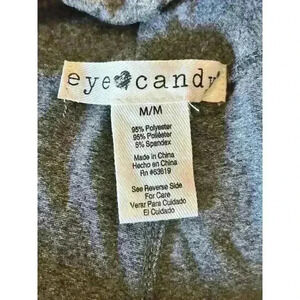 eye candy
M/M
95% Polyester
95% Poliéster
5% Spandex
Made in China
Hecho en China
Rn #63619
See Reverse Side
For Care
Verar Para Cuidado
El Cuidado